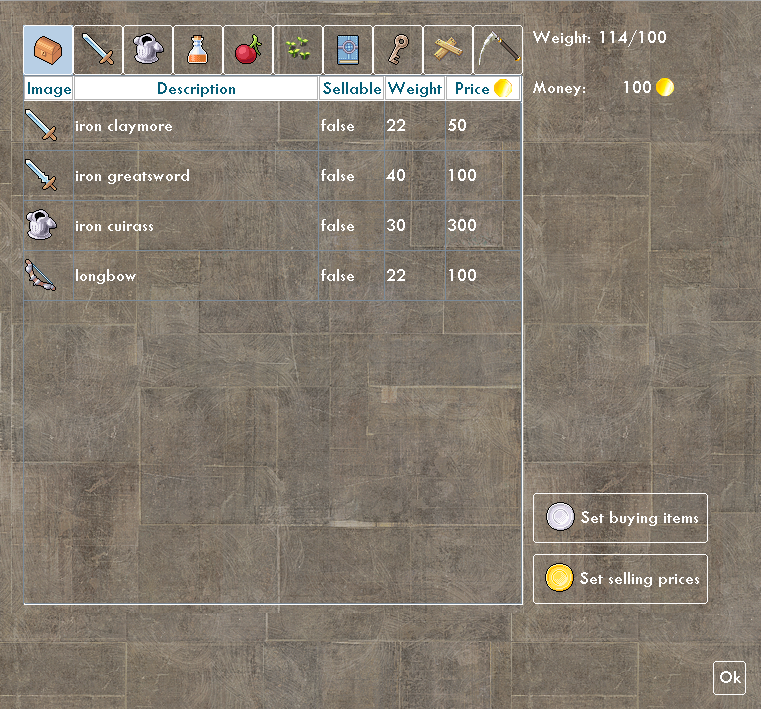 Weight: 114/100
Money: 100
Image Description Sellable Weight Price
iron claymore false 22 50
iron greatsword false 40 100
iron cuirass false 30 300
longbow false 22 100
Set buying items
Set selling prices
Ok